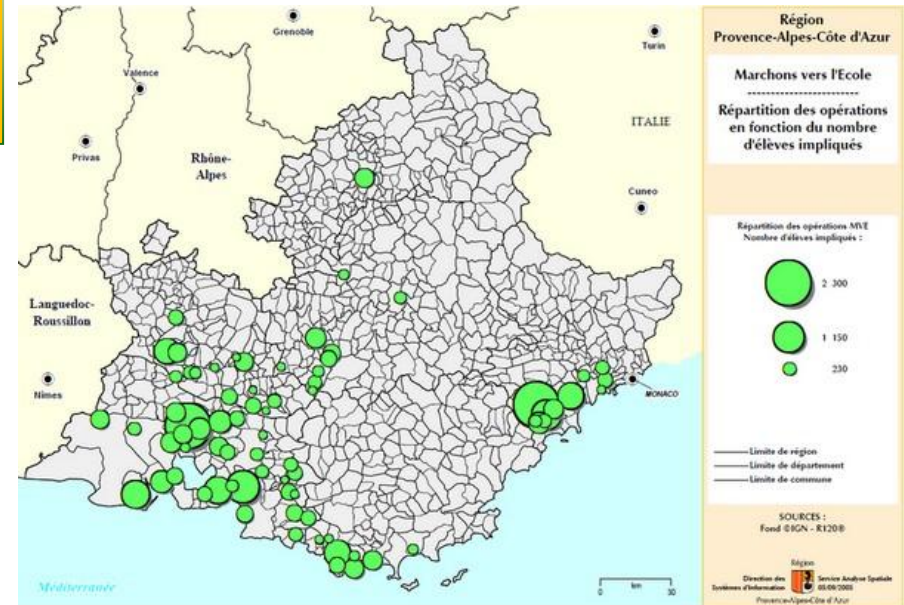 Grenoble
Turin
Valence
ITALIE
Privas
Rhône-
Alpes
Cuneo
Languedoc-
Roussillon
Nîmes
MONACO
Méditerranée
0 km 30
Région
Provence-Alpes-Côte d'Azur
Marchons vers l'Ecole
-----------------------
Répartition des opérations
en fonction du nombre
d'élèves impliqués
Répartition des opérations MVE
Nombre d'élèves impliqués :
2 300
1 150
230
Limite de région
Limite de département
Limite de commune
SOURCES :
Fond ©IGN - R120®
Région
Direction des
Systèmes d'Information
Service Analyse Spatiale
Provence-Alpes-Côte d'Azur